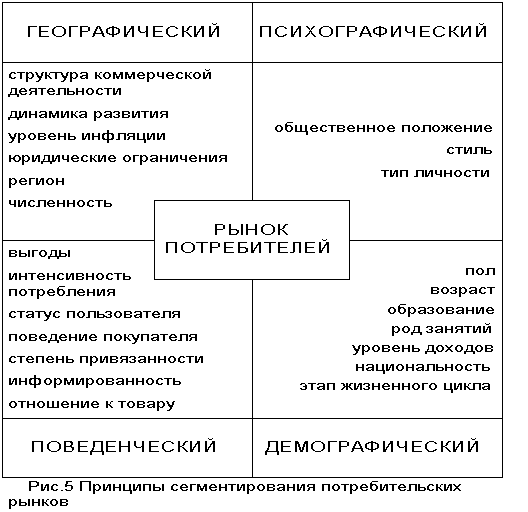 ГЕОГРАФИЧЕСКИЙ
структура коммерческой
деятельности
динамика развития
уровень инфляции
юридические ограничения
регион
численность
ПСИХОГРАФИЧЕСКИЙ
общественное положение
стиль
тип личности
РЫНОК
ПОТРЕБИТЕЛЕЙ
выгоды
интенсивность
потребления
статус пользователя
поведение покупателя
степень привязанности
информированность
отношение к товару
ПОВЕДЕНЧЕСКИЙ
пол
возраст
образование
род занятий
уровень доходов
национальность
этап жизненного цикла
ДЕМОГРАФИЧЕСКИЙ
Рис.5 Принципы сегментирования потребительских
рынков